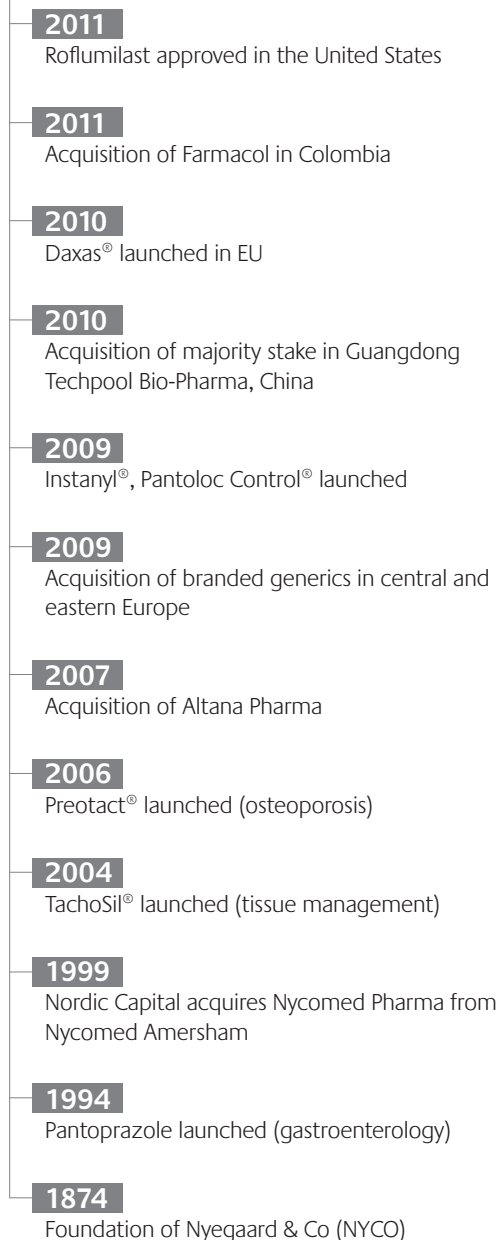 2011
Roflumilast approved in the United States
2011
Acquisition of Farmacol in Colombia
2010
Daxas® launched in EU
2010
Acquisition of majority stake in Guangdong
Techpool Bio-Pharma, China
2009
Instanyl®, Pantoloc Control® launched
2009
Acquisition of branded generics in central and
eastern Europe
2007
Acquisition of Altana Pharma
2006
Preotact® launched (osteoporosis)
2004
TachoSil® launched (tissue management)
1999
Nordic Capital acquires Nycomed Pharma from
Nycomed Amersham
1994
Pantoprazole launched (gastroenterology)
1874
Foundation of Nyegaard & Co (NYCO)